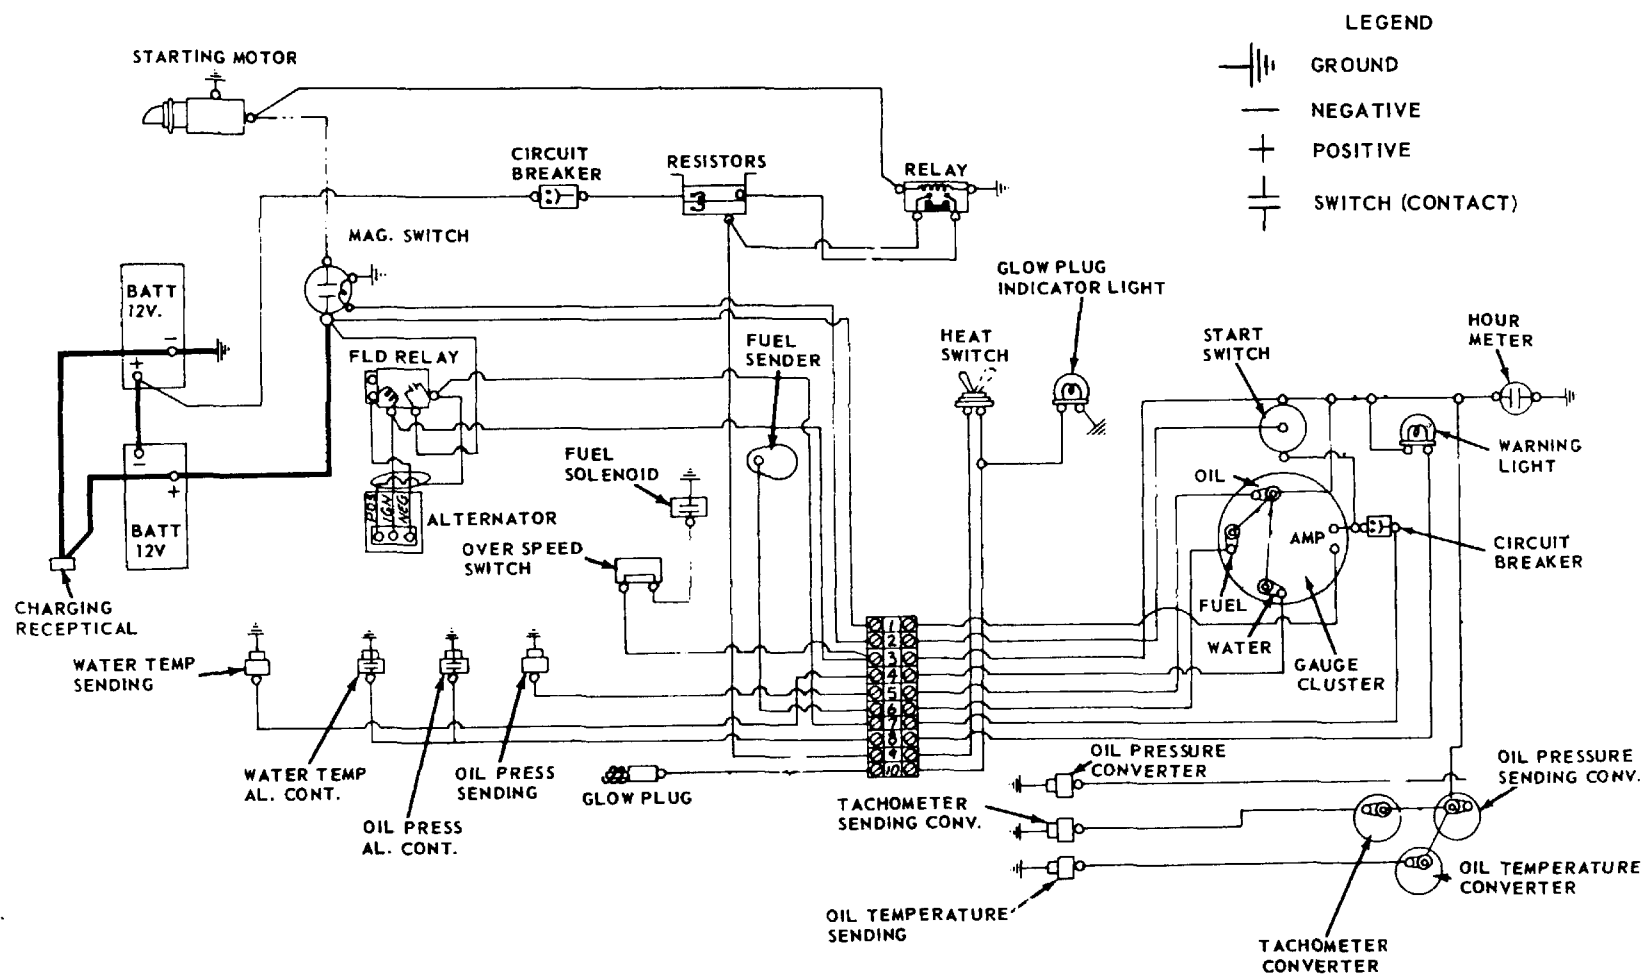 LEGEND
GROUND
NEGATIVE
POSITIVE
SWITCH (CONTACT)
STARTING MOTOR
CIRCUIT
BREAKER
RESISTORS
3
RELAY
MAG. SWITCH
BATT
12V.
−
+
FLD RELAY
FUEL
SENDER
GLOW PLUG
INDICATOR LIGHT
HEAT
SWITCH
START
SWITCH
HOUR
METER
WARNING
LIGHT
−
+
BATT
12V
FUEL
SOLENOID
POS
IGN
NEG
ALTERNATOR
OVER SPEED
SWITCH
OIL
AMP
FUEL
WATER
GAUGE
CLUSTER
CIRCUIT
BREAKER
CHARGING
RECEPTICAL
WATER TEMP
SENDING
1
2
3
4
5
6
7
8
9
10
WATER TEMP
AL. CONT.
OIL PRESS
AL. CONT.
OIL PRESS
SENDING
GLOW PLUG
OIL PRESSURE
CONVERTER
TACHOMETER
SENDING CONV.
OIL PRESSURE
SENDING CONV.
OIL TEMPERATURE
CONVERTER
OIL TEMPERATURE
SENDING
TACHOMETER
CONVERTER